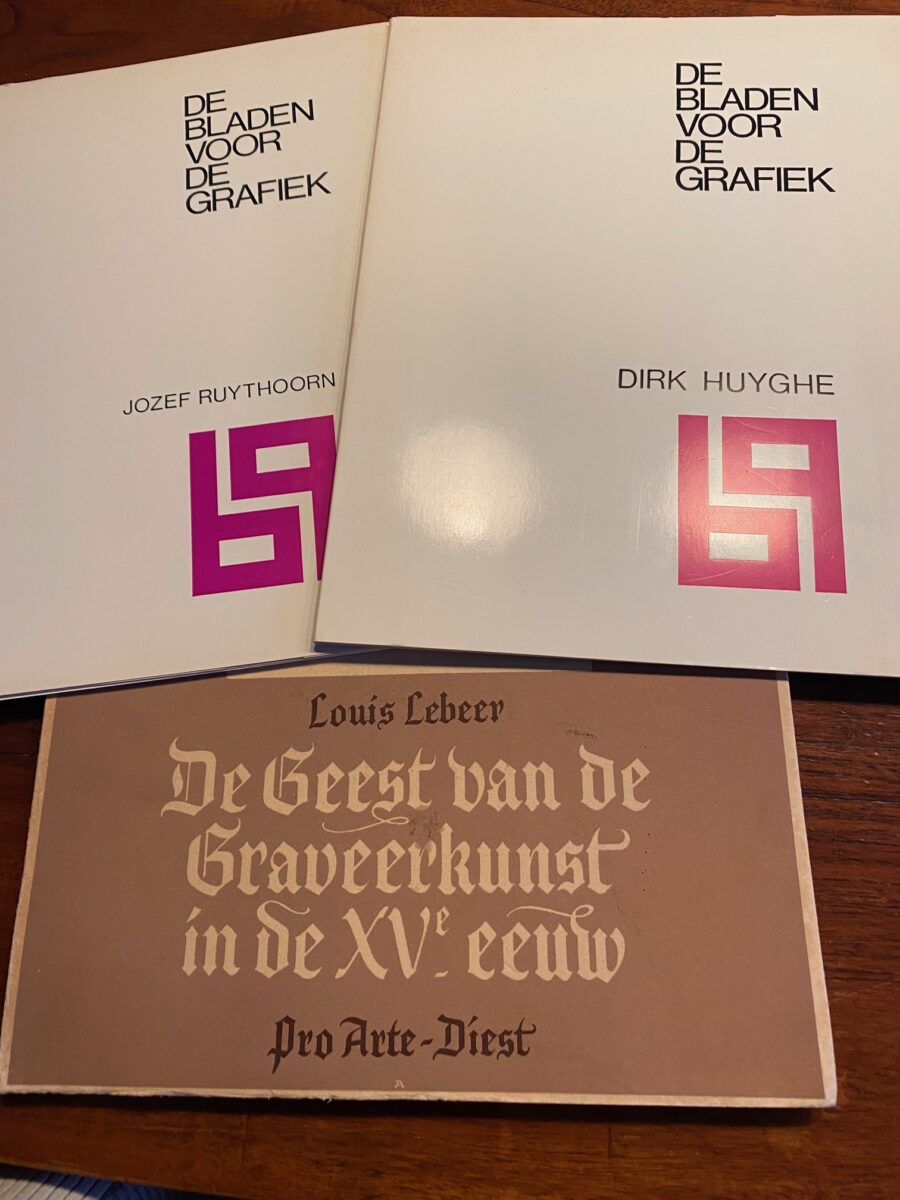 DE
BLADEN
VOOR
DE
GRAFIEK
JOZEF RUYTHOORN
DE
BLADEN
VOOR
DE
GRAFIEK
DIRK HUYGHE
Louis Lebeer
De Geest van de
Graveerkunst
in de XVe eeuw
Pro Arte-Diest
A